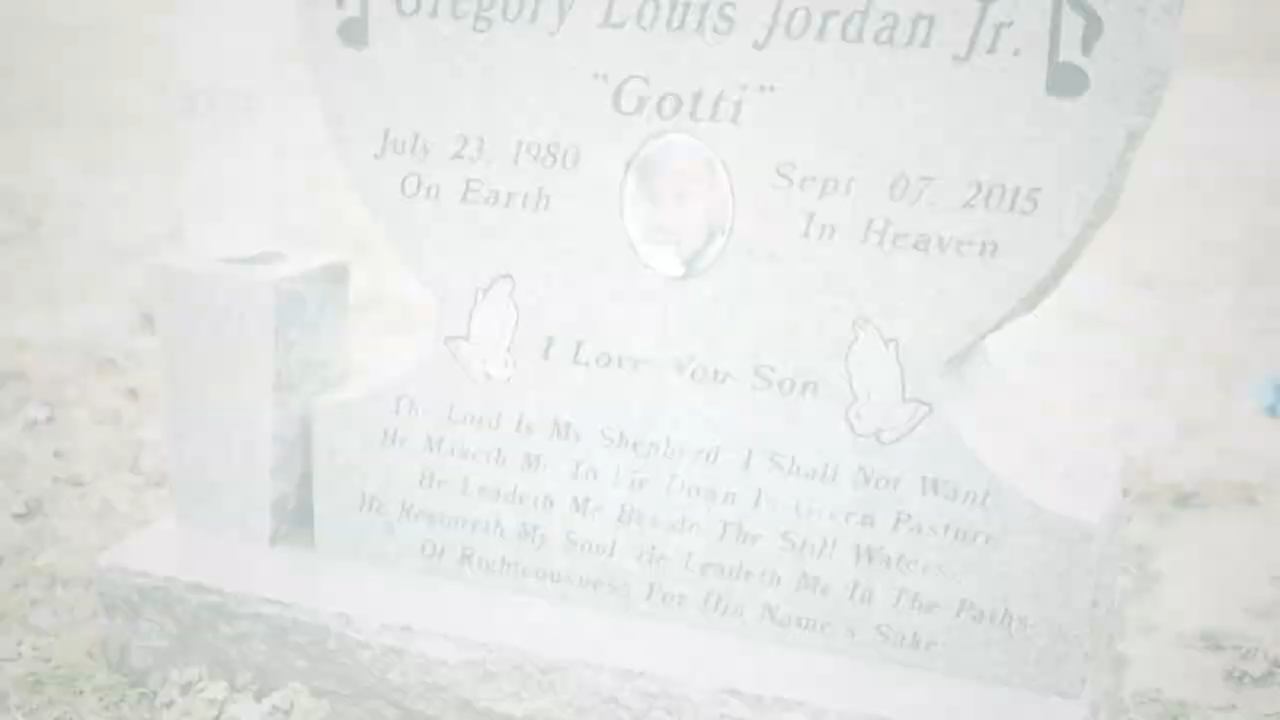 Gregory Louis Jordan Jr.
"Gotti"
July 23, 1980
On Earth
Sept 07, 2015
In Heaven
I Love You Son
The Lord Is My Shepherd I Shall Not Want
He Maketh Me To Lie Down In Green Pasture
He Leadeth Me Beside The Still Waters
He Restoreth My Soul He Leadeth Me In The Paths
Of Righteousness For His Name's Sake